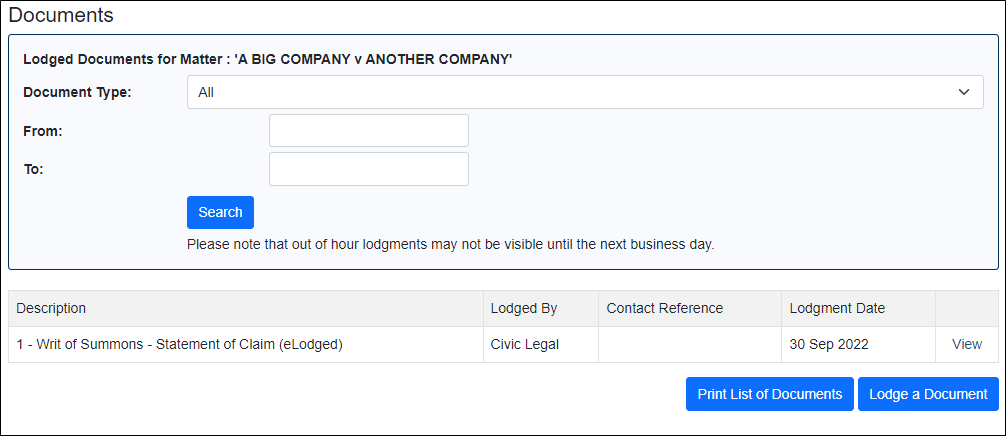 Documents
Lodged Documents for Matter : 'A BIG COMPANY v ANOTHER COMPANY'
Document Type: All
From:
To:
Search
Please note that out of hour lodgments may not be visible until the next business day.
Description Lodged By Contact Reference Lodgment Date
1 - Writ of Summons - Statement of Claim (eLodged) Civic Legal 30 Sep 2022 View
Print List of Documents Lodge a Document